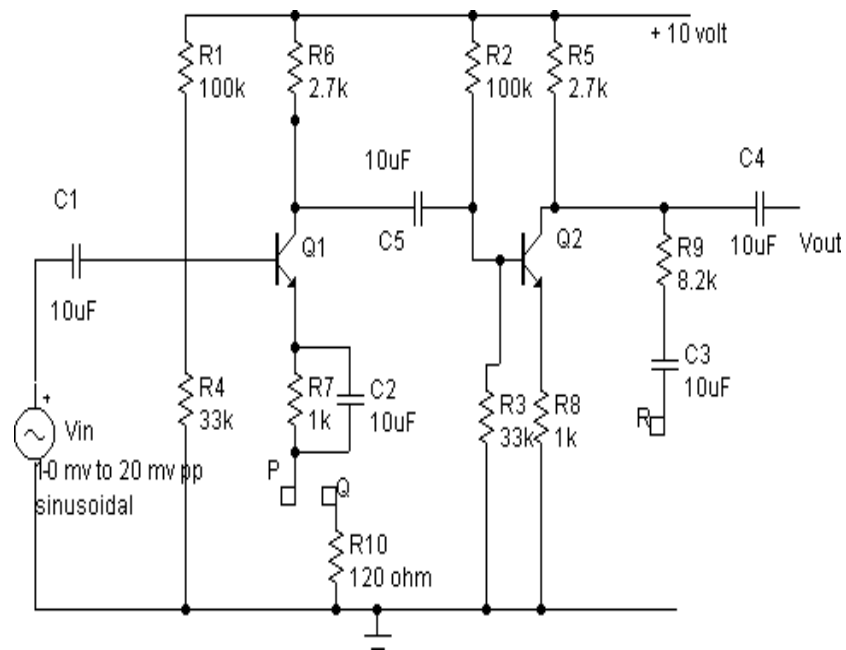 + 10 volt
R1
100k
R6
2.7k
R2
100k
R5
2.7k
10uF
C5
C4
10uF
Vout
C1
10uF
Q1
Q2
R9
8.2k
C3
10uF
R
R4
33k
R7
1k
C2
10uF
R3
33k
R8
1k
+
Vin
10 mv to 20 mv pp
sinusoidal
P
Q
R10
120 ohm